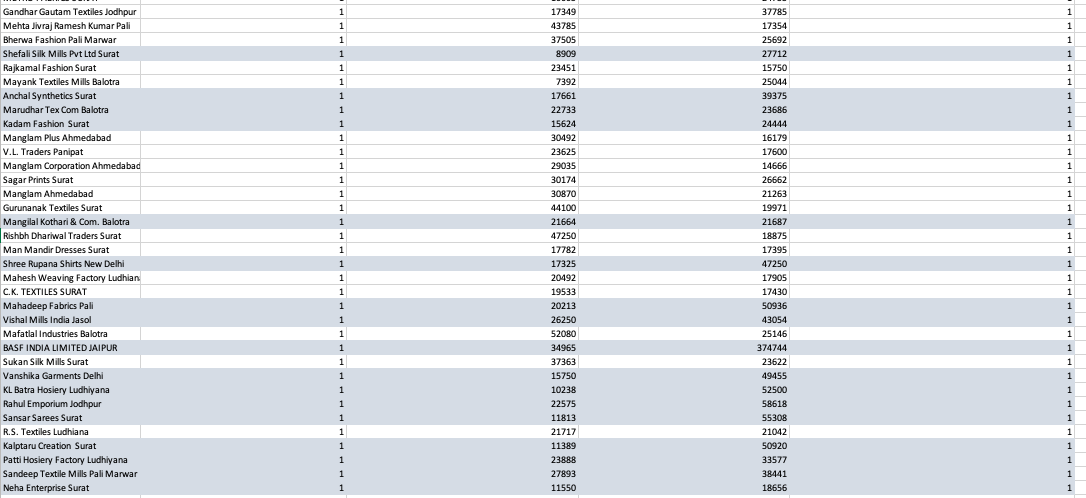 Gandhar Gautam Textiles Jodhpur 1 17349 37785 1
Mehta Jivraj Ramesh Kumar Pali 1 43785 17354 1
Bherwa Fashion Pali Marwar 1 37505 25692 1
Shefali Silk Mills Pvt Ltd Surat 1 8909 27712 1
Rajkamal Fashion Surat 1 23451 15750 1
Mayank Textiles Mills Balotra 1 7392 25044 1
Anchal Synthetics Surat 1 17661 39375 1
Marudhar Tex Com Balotra 1 22733 23686 1
Kadam Fashion Surat 1 15624 24444 1
Manglam Plus Ahmedabad 1 30492 16179 1
V.L. Traders Panipat 1 23625 17600 1
Manglam Corporation Ahmedabad 1 29035 14666 1
Sagar Prints Surat 1 30174 26662 1
Manglam Ahmedabad 1 30870 21263 1
Gurunanak Textiles Surat 1 44100 19971 1
Mangilal Kothari & Com. Balotra 1 21664 21687 1
Rishbh Dhariwal Traders Surat 1 47250 18875 1
Man Mandir Dresses Surat 1 17782 17395 1
Shree Rupana Shirts New Delhi 1 17325 47250 1
Mahesh Weaving Factory Ludhian 1 20492 17905 1
C.K. TEXTILES SURAT 1 19533 17430 1
Mahadeep Fabrics Pali 1 20213 50936 1
Vishal Mills India Jasol 1 26250 43054 1
Mafatlal Industries Balotra 1 52080 25146 1
BASF INDIA LIMITED JAIPUR 1 34965 374744 1
Sukan Silk Mills Surat 1 37363 23622 1
Vanshika Garments Delhi 1 15750 49455 1
KL Batra Hosiery Ludhiyana 1 10238 52500 1
Rahul Emporium Jodhpur 1 22575 58618 1
Sansar Sarees Surat 1 11813 55308 1
R.S. Textiles Ludhiana 1 21717 21042 1
Kalptaru Creation Surat 1 11389 50920 1
Patti Hosiery Factory Ludhiyana 1 23888 33577 1
Sandeep Textile Mills Pali Marwar 1 27893 38441 1
Neha Enterprise Surat 1 11550 18656 1